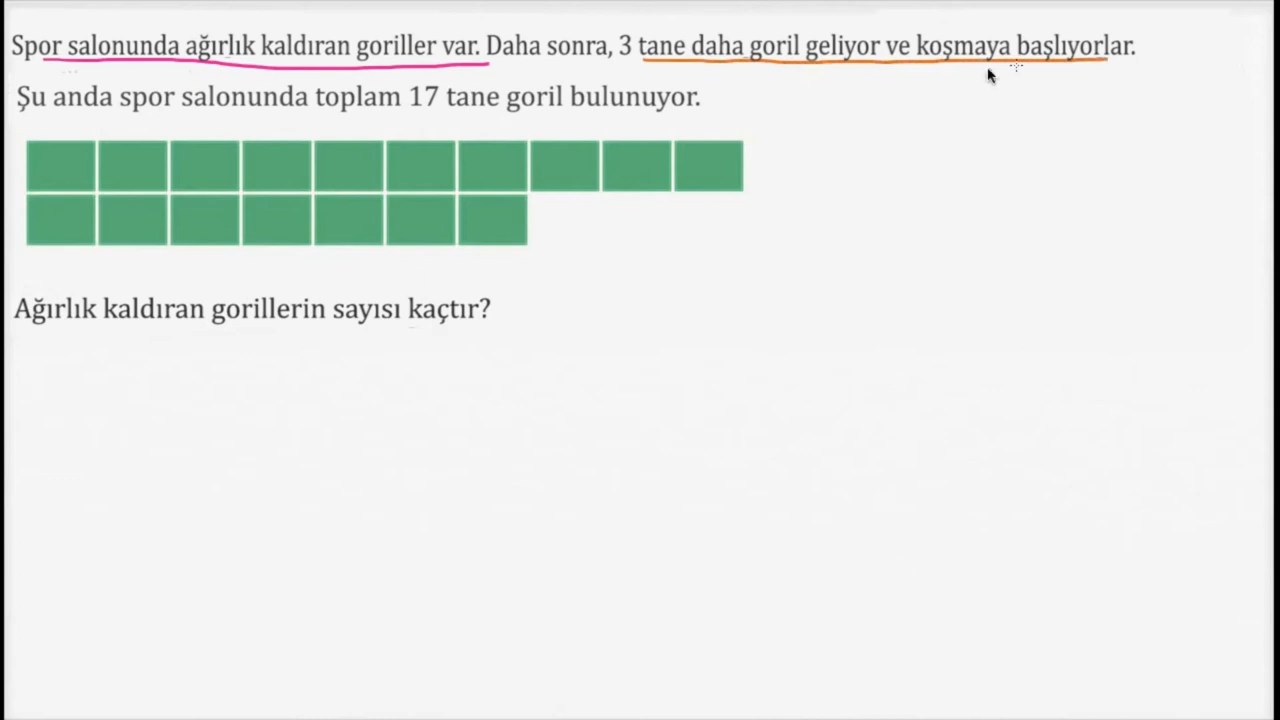 Spor salonunda ağırlık kaldıran goriller var. Daha sonra, 3 tane daha goril geliyor ve koşmaya başlıyorlar.
Şu anda spor salonunda toplam 17 tane goril bulunuyor.
Ağırlık kaldıran gorillerin sayısı kaçtır?